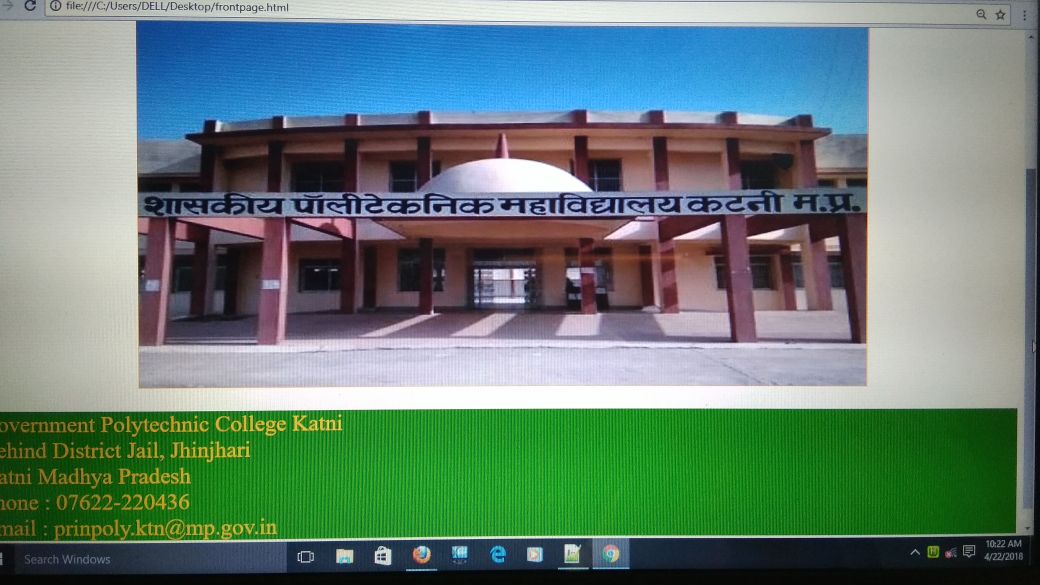 file:///C:/Users/DELL/Desktop/frontpage.html
शासकीय पॉलीटेकनिक महाविद्यालय कटनी म.प्र.
overnment Polytechnic College Katni
ehind District Jail, Jhinjhari
atni Madhya Pradesh
hone : 07622-220436
mail : prinpoly.ktn@mp.gov.in
Search Windows
10:22 AM
4/22/2018